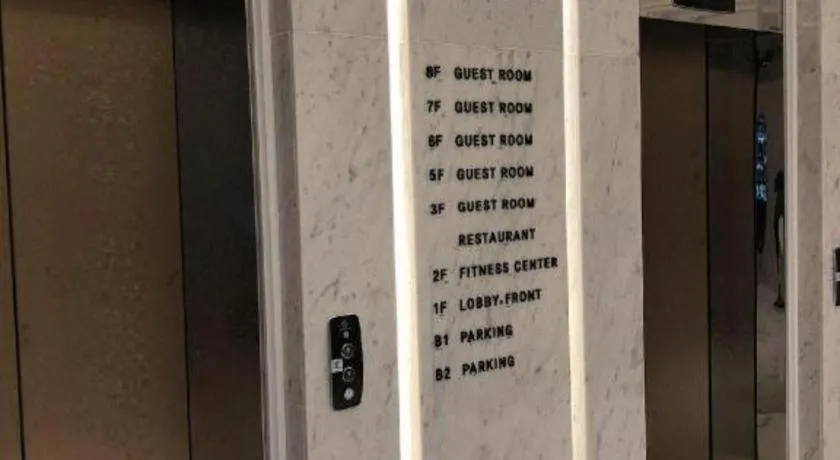 8F GUEST ROOM
7F GUEST ROOM
6F GUEST ROOM
5F GUEST ROOM
3F GUEST ROOM
RESTAURANT
2F FITNESS CENTER
1F LOBBY, FRONT
B1 PARKING
B2 PARKING